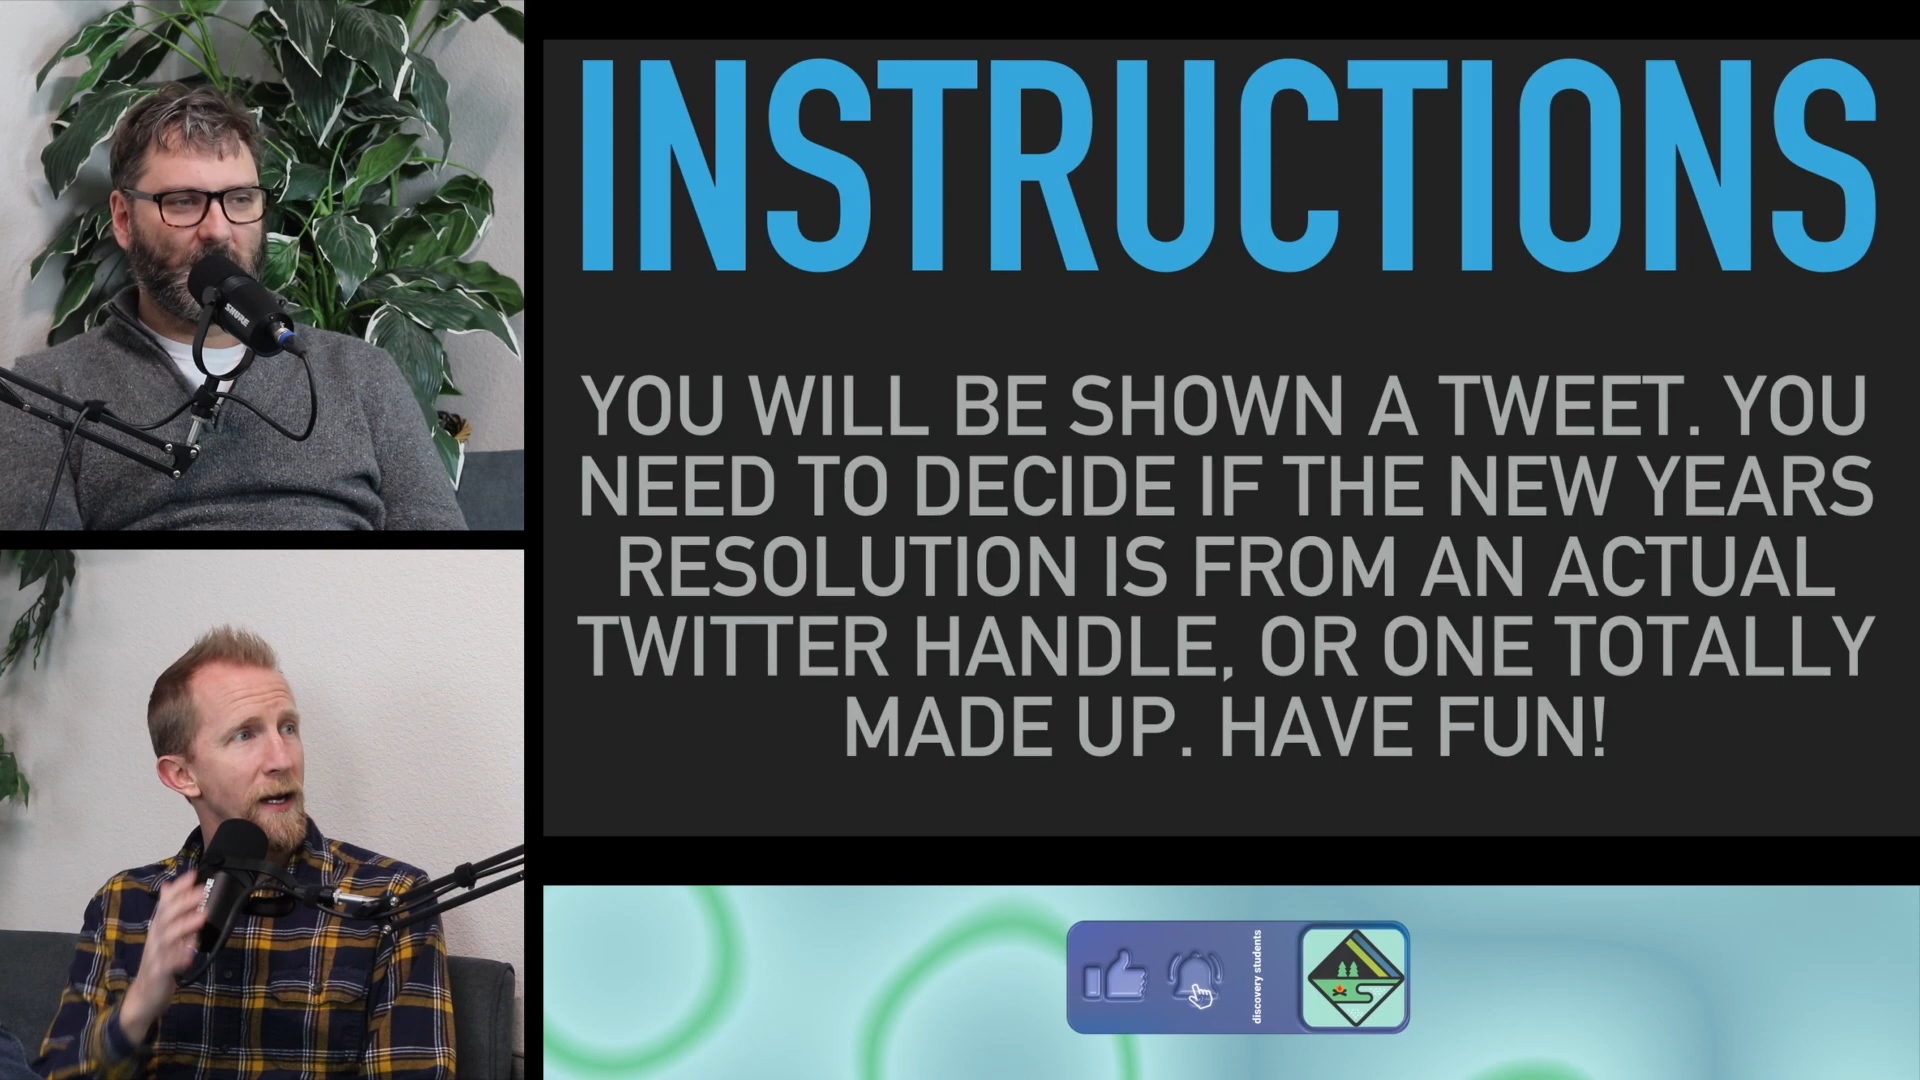 INSTRUCTIONS
YOU WILL BE SHOWN A TWEET. YOU
NEED TO DECIDE IF THE NEW YEARS
RESOLUTION IS FROM AN ACTUAL
TWITTER HANDLE, OR ONE TOTALLY
MADE UP. HAVE FUN!
SHURE
SHURE
discovery students